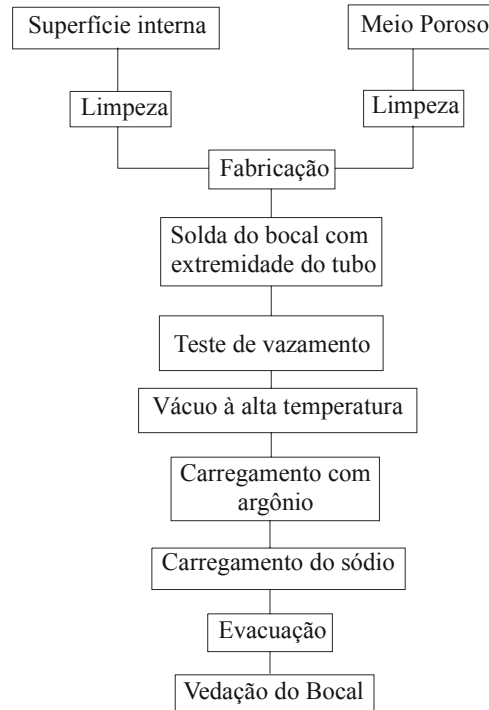 Superfície interna
Meio Poroso
Limpeza
Limpeza
Fabricação
Solda do bocal com
extremidade do tubo
Teste de vazamento
Vácuo à alta temperatura
Carregamento com
argônio
Carregamento do sódio
Evacuação
Vedação do Bocal